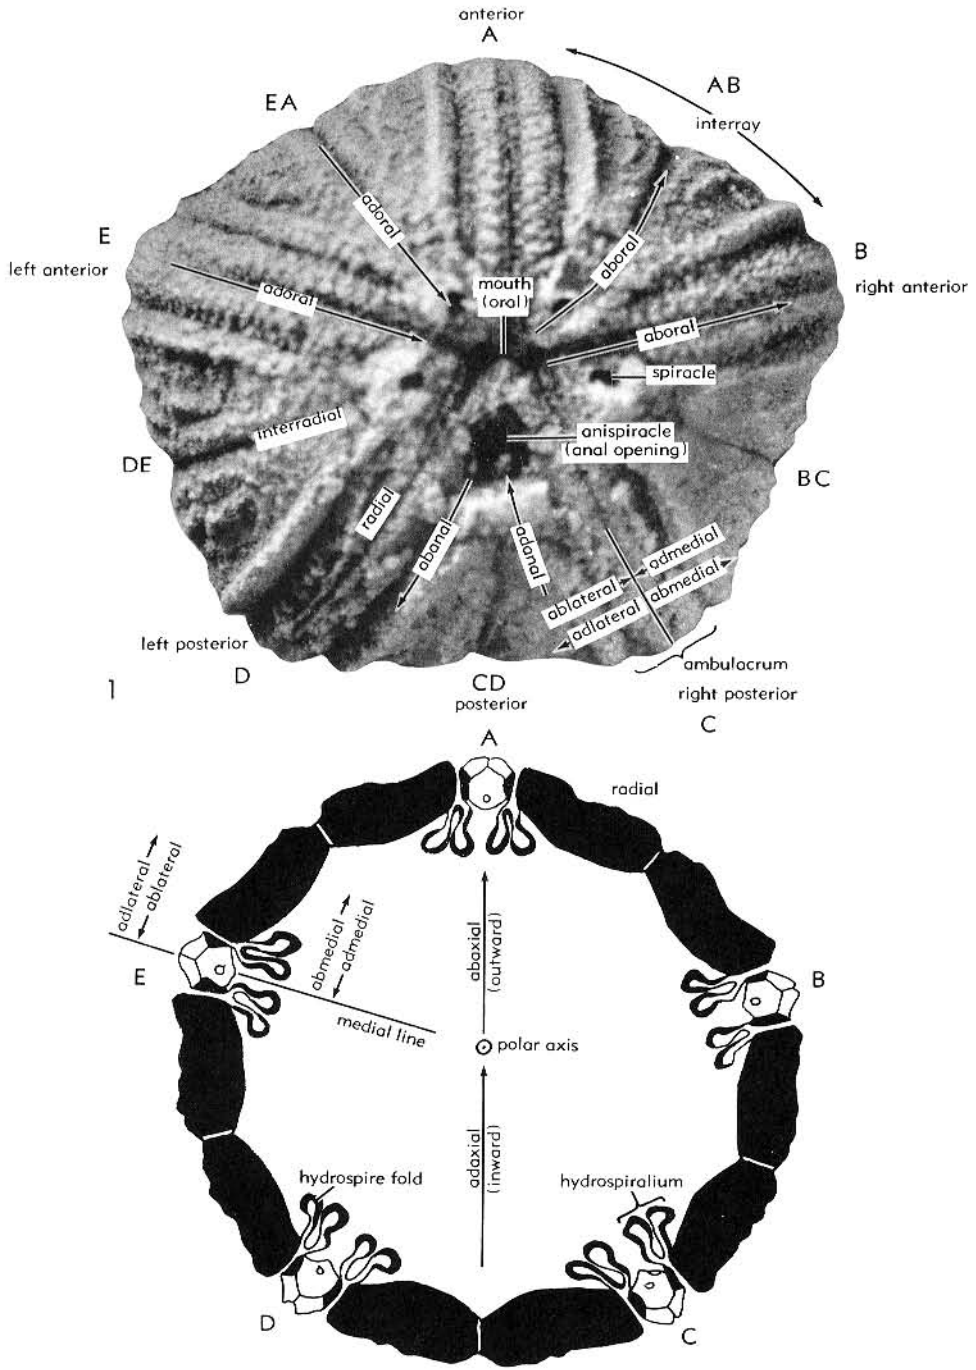 anterior
A
AB
EA
interray
adoral
E
aboral
B
left anterior
mouth
(oral)
right anterior
adoral
aboral
spiracle
interradial
anispiracle
(anal opening)
DE
BC
radial
abanal
adanal
admedial
ablateral
abmedial
adlateral
left posterior
ambulacrum
D
CD
right posterior
1
posterior
C
A
radial
adlateral
ablateral
abmedial
admedial
abaxial
(outward)
E
B
medial line
polar axis
adaxial
(inward)
hydrospire fold
hydrospiralium
D
C